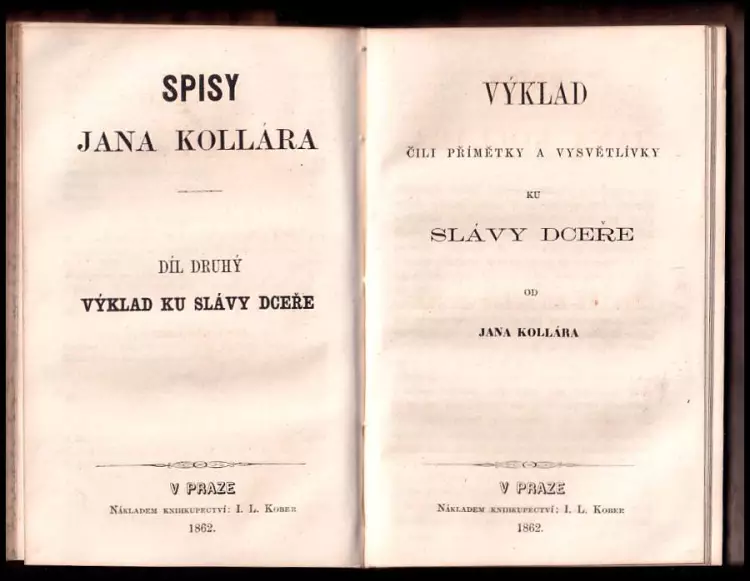 SPISY
JANA KOLLÁRA
DÍL DRUHÝ
VÝKLAD KU SLÁVY DCEŘE
V PRAZE
Nákladem knihkupectví: I. L. Kober
1862.
VÝKLAD
ČILI PŘÍMĚTKY A VYSVĚTLÍVKY
KU
SLÁVY DCEŘE
OD
JANA KOLLÁRA
V PRAZE
Nákladem knihkupectví: I. L. Kober
1862.